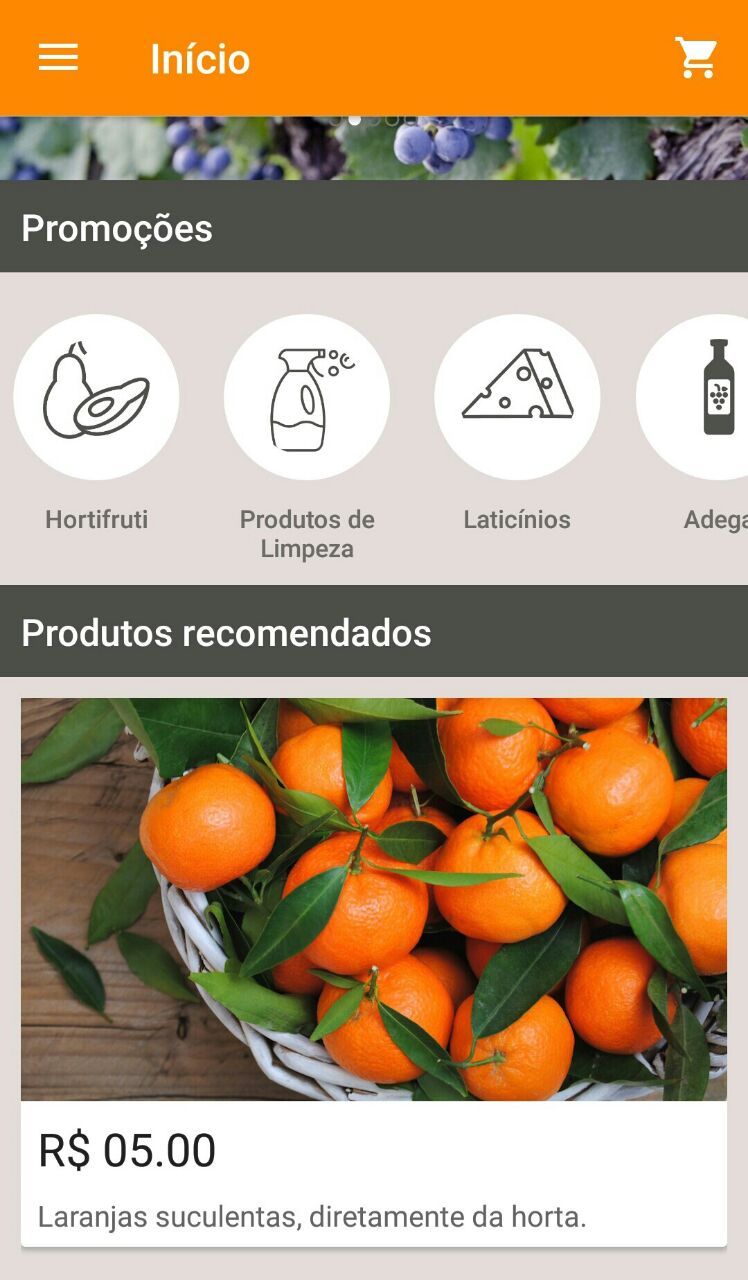 Início
Promoções
Hortifruti
Produtos de
Limpeza
Laticínios
Adega
Produtos recomendados
R$ 05.00
Laranjas suculentas, diretamente da horta.